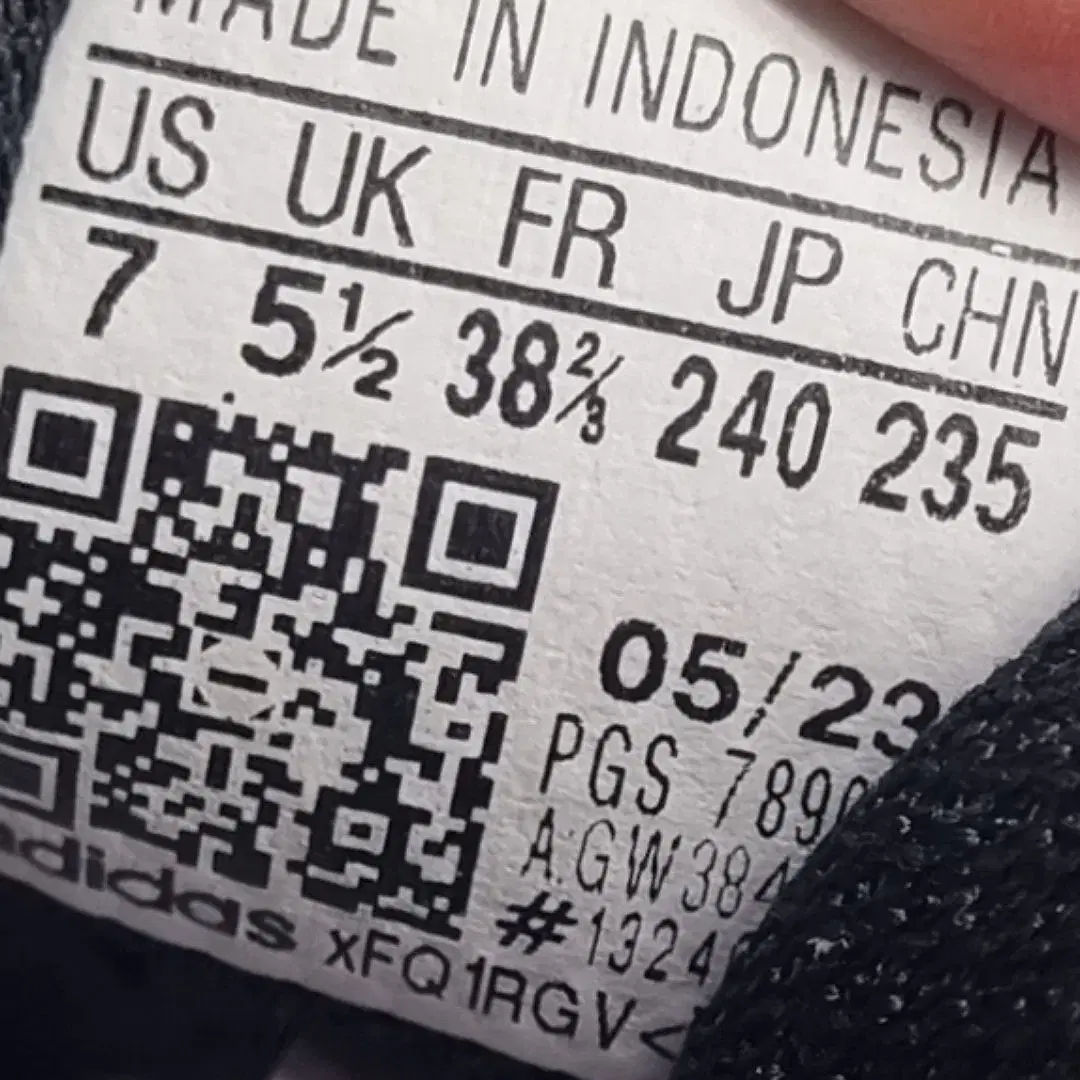 MADE IN INDONESIA
US UK FR JP CHN
7 5½ 38⅔ 240 235
05/23
PGS 789
A:GW384
#1324
adidas xFQ1RGV<